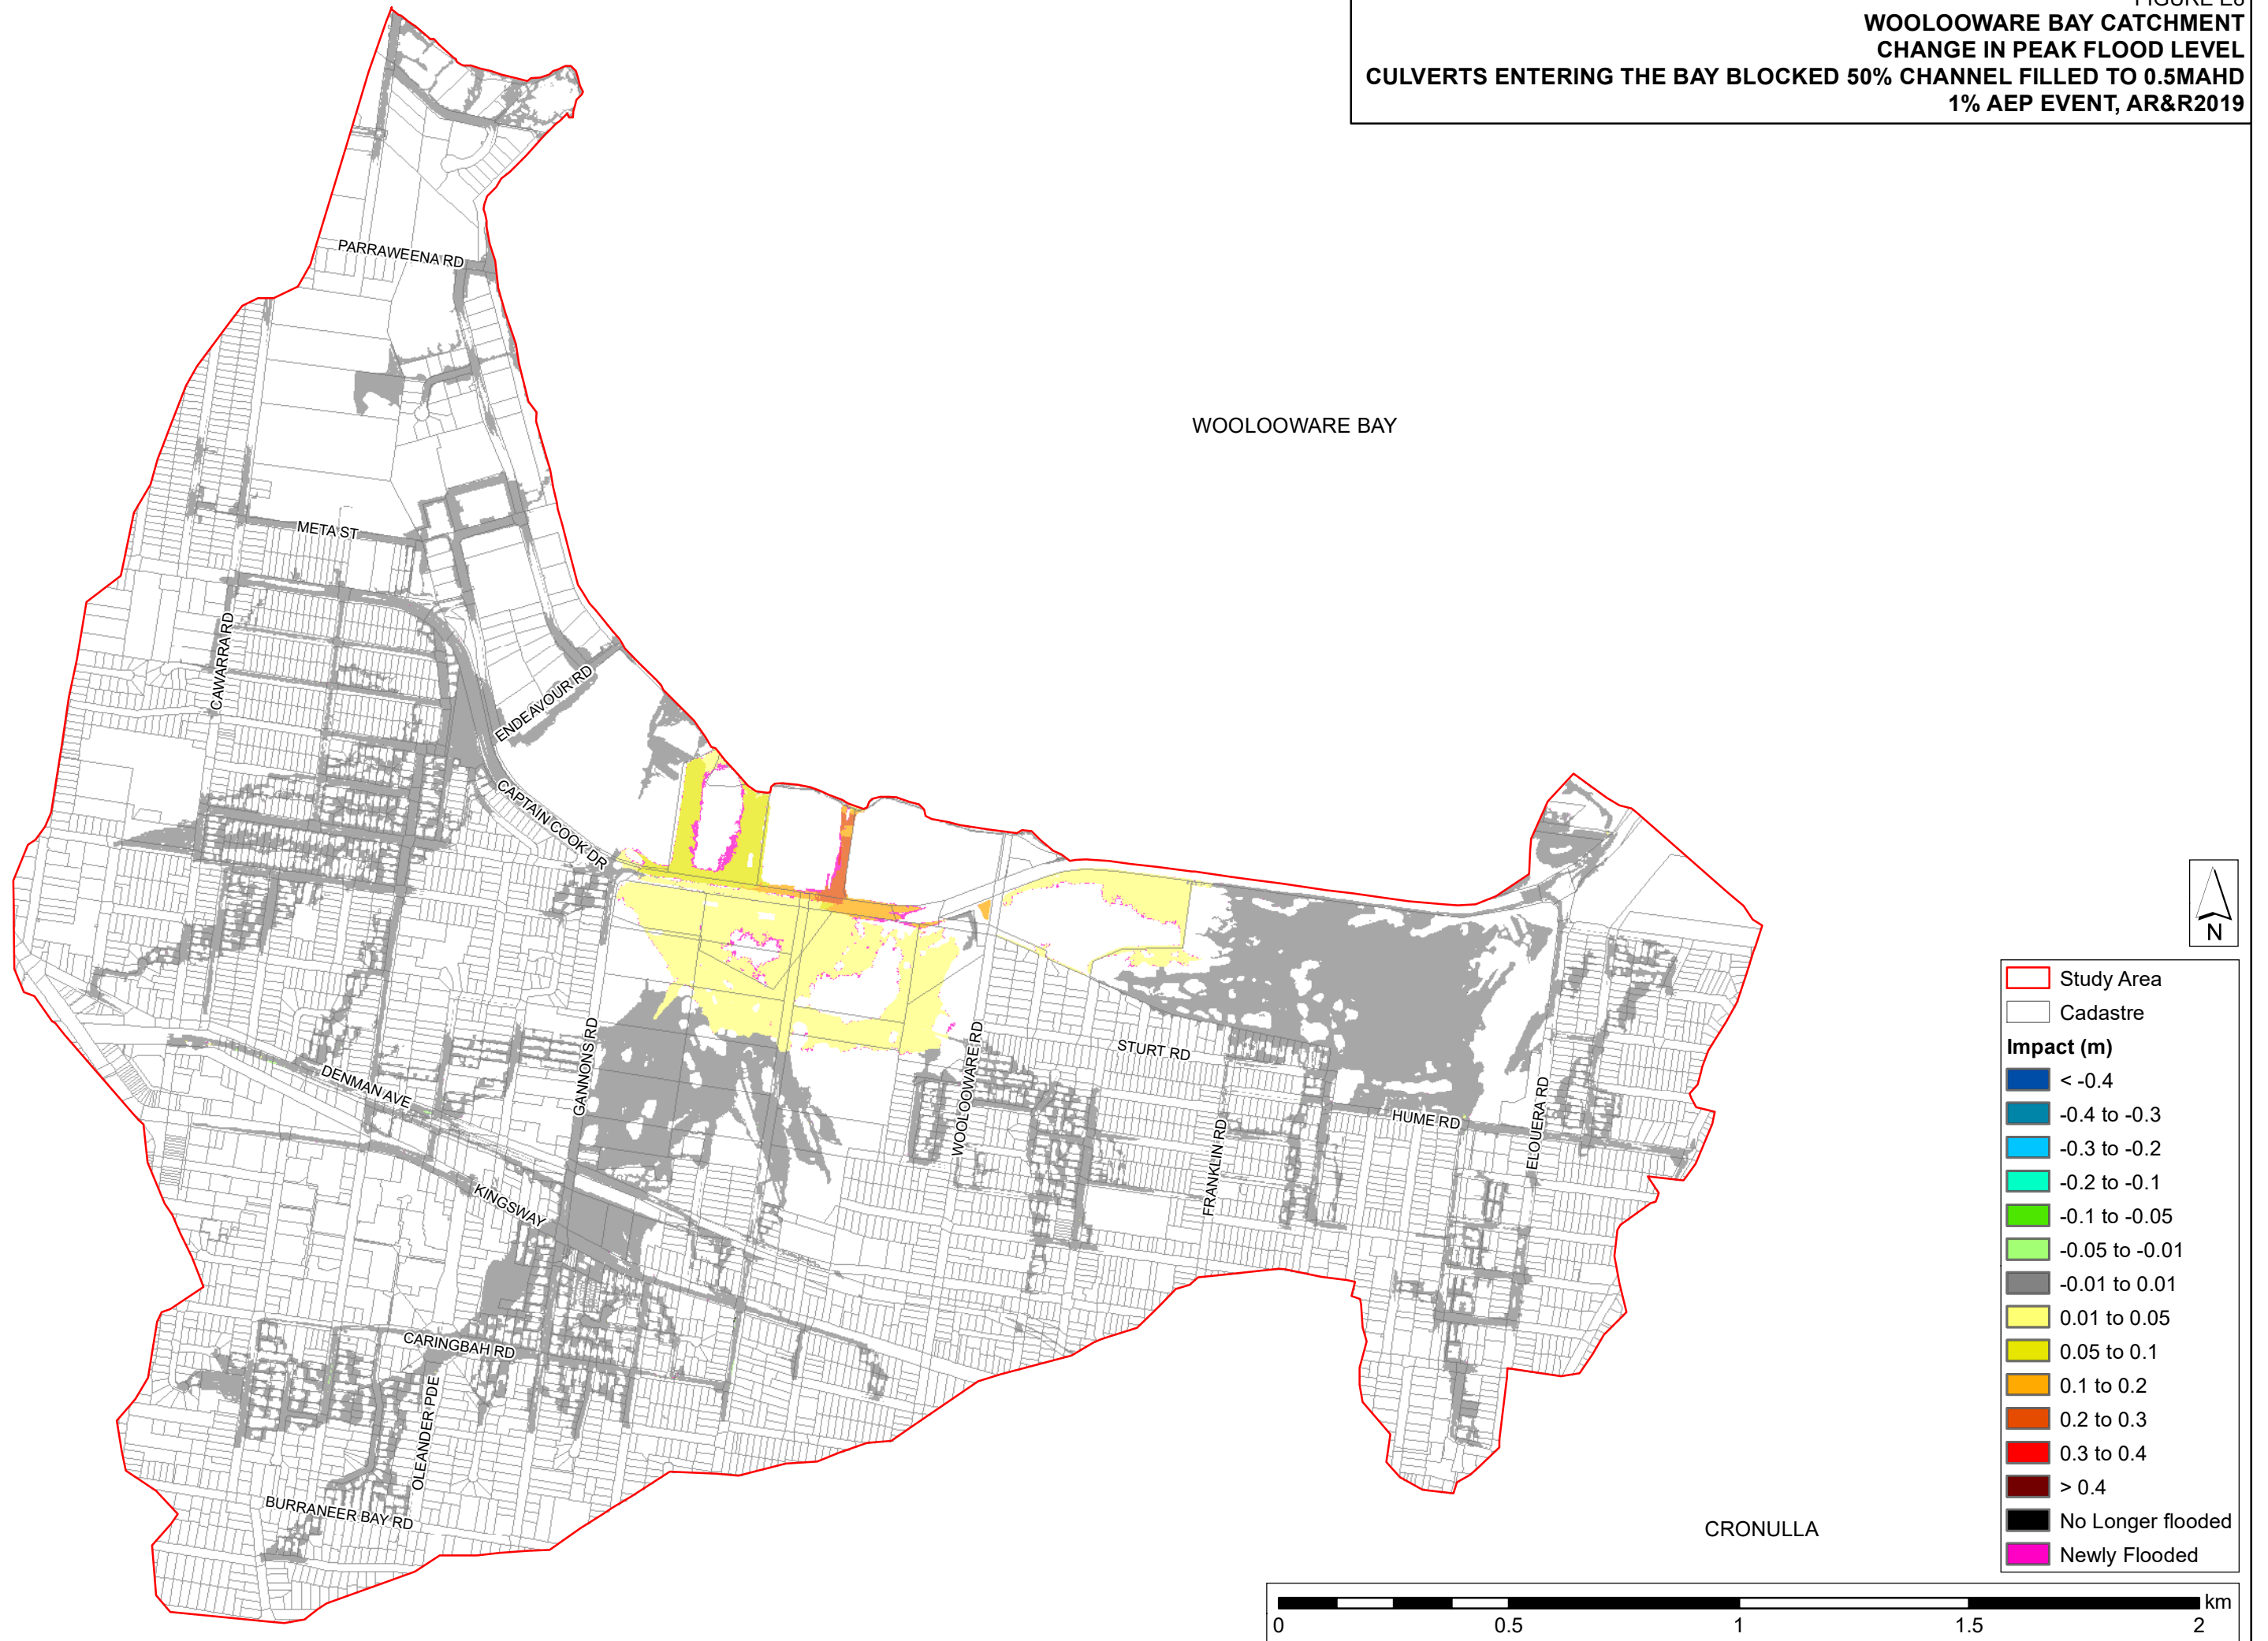 WOOLOOWARE BAY CATCHMENT
CHANGE IN PEAK FLOOD LEVEL
CULVERTS ENTERING THE BAY BLOCKED 50% CHANNEL FILLED TO 0.5MAHD
1% AEP EVENT, AR&R2019
PARRAWEENA RD
WOOLOOWARE BAY
META ST
CAWARRA RD
ENDEAVOUR RD
CAPTAIN COOK DR
GANNONS RD
DENMAN AVE
STURT RD
WOOLOOWARE RD
HUME RD
ELOUERA RD
FRANKLIN RD
KINGSWAY
CARINGBAH RD
OLEANDER PDE
BURRANEER BAY RD
CRONULLA
N
Study Area
Cadastre
Impact (m)
< -0.4
-0.4 to -0.3
-0.3 to -0.2
-0.2 to -0.1
-0.1 to -0.05
-0.05 to -0.01
-0.01 to 0.01
0.01 to 0.05
0.05 to 0.1
0.1 to 0.2
0.2 to 0.3
0.3 to 0.4
> 0.4
No Longer flooded
Newly Flooded
km
0 0.5 1 1.5 2